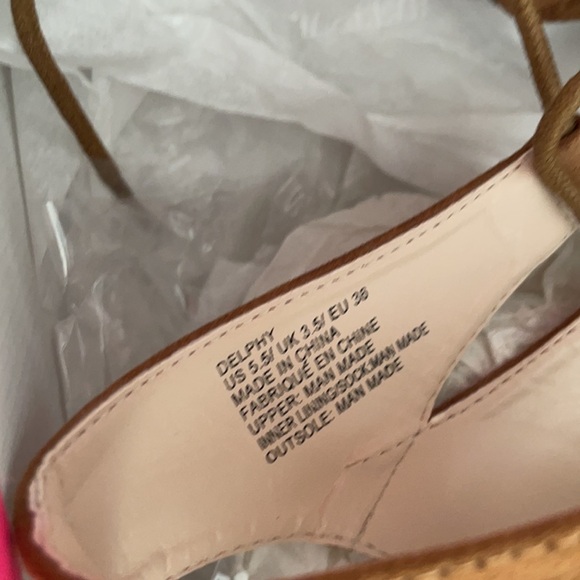 DELPHY
US 5.5/ UK 3.5/ EU 36
MADE IN CHINA
FABRIQUÉ EN CHINE
UPPER: MAN MADE
INNER LINING/SOCK:MAN MADE
OUTSOLE: MAN MADE